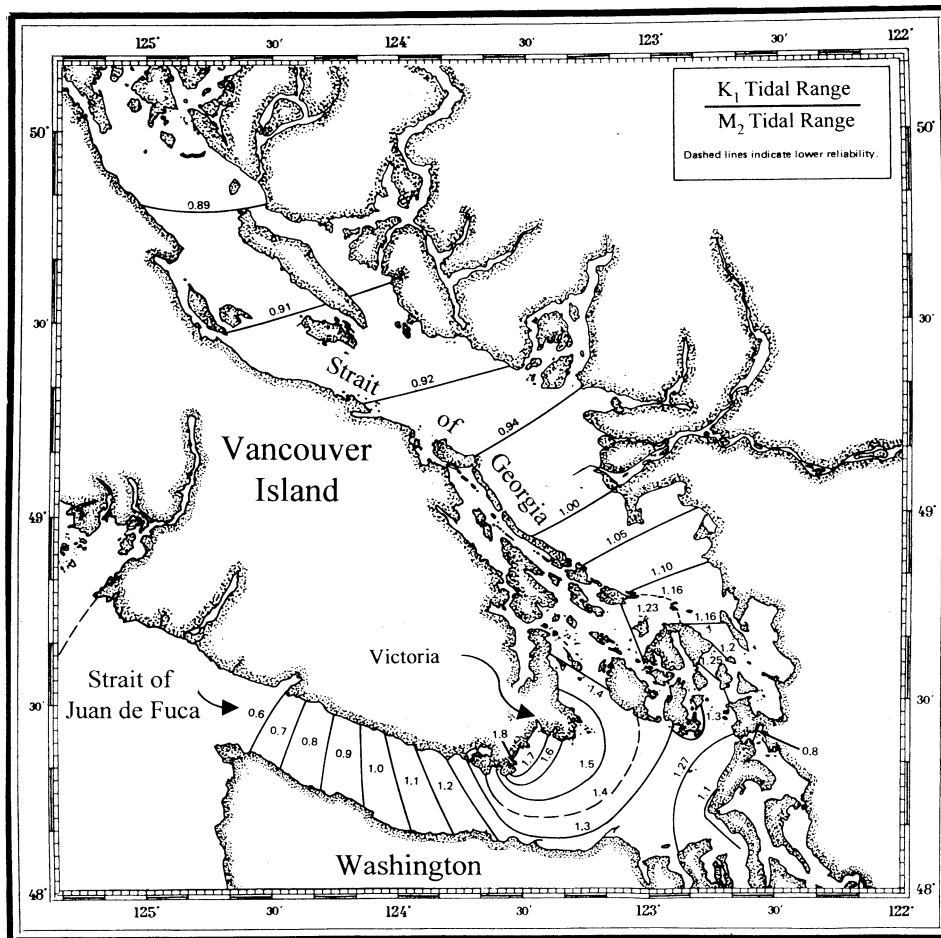 125° 30′ 124° 30′ 123° 30′ 122°
K₁ Tidal Range
M₂ Tidal Range
Dashed lines indicate lower reliability.
50° 50°
0.89
0.91
30′ 30′
0.92
Strait
of
Georgia
0.94
Vancouver
Island
1.00
49° 49°
1.05
1.10
1.16
1.23
1.16
1.2
1.25
Victoria
1.4
Strait of
Juan de Fuca
30′ 30′
0.6
0.7
0.8
0.9
1.0
1.1
1.2
1.8
1.7
1.6
1.5
1.4
1.3
1.3
1.27
1.1
0.8
Washington
48° 48°
125° 30′ 124° 30′ 123° 30′ 122°